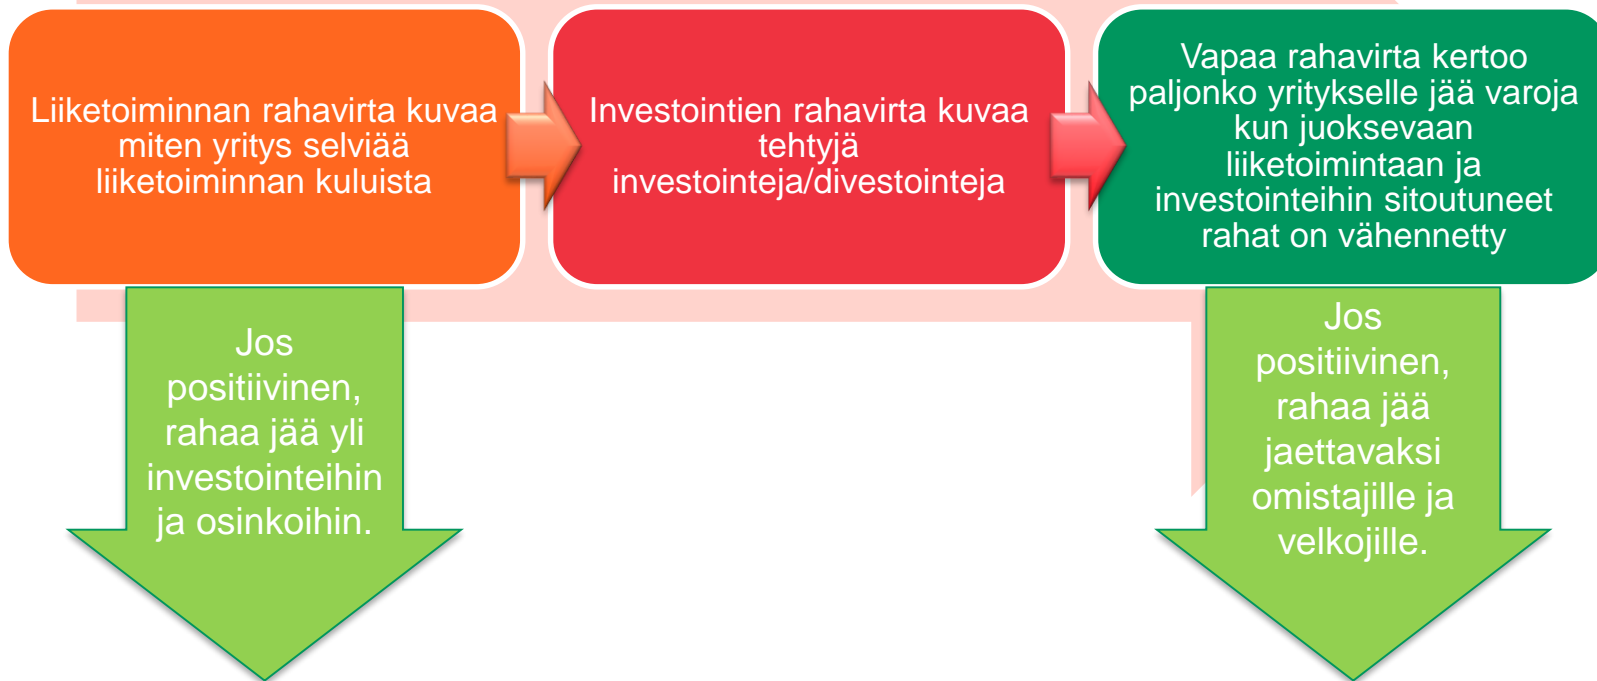 Liiketoiminnan rahavirta kuvaa
miten yritys selviää
liiketoiminnan kuluista
Investointien rahavirta kuvaa
tehtyjä
investointeja/divestointeja
Vapaa rahavirta kertoo
paljonko yritykselle jää varoja
kun juoksevaan
liiketoimintaan ja
investointeihin sitoutuneet
rahat on vähennetty
Jos
positiivinen,
rahaa jää yli
investointeihin
ja osinkoihin.
Jos
positiivinen,
rahaa jää
jaettavaksi
omistajille ja
velkojille.